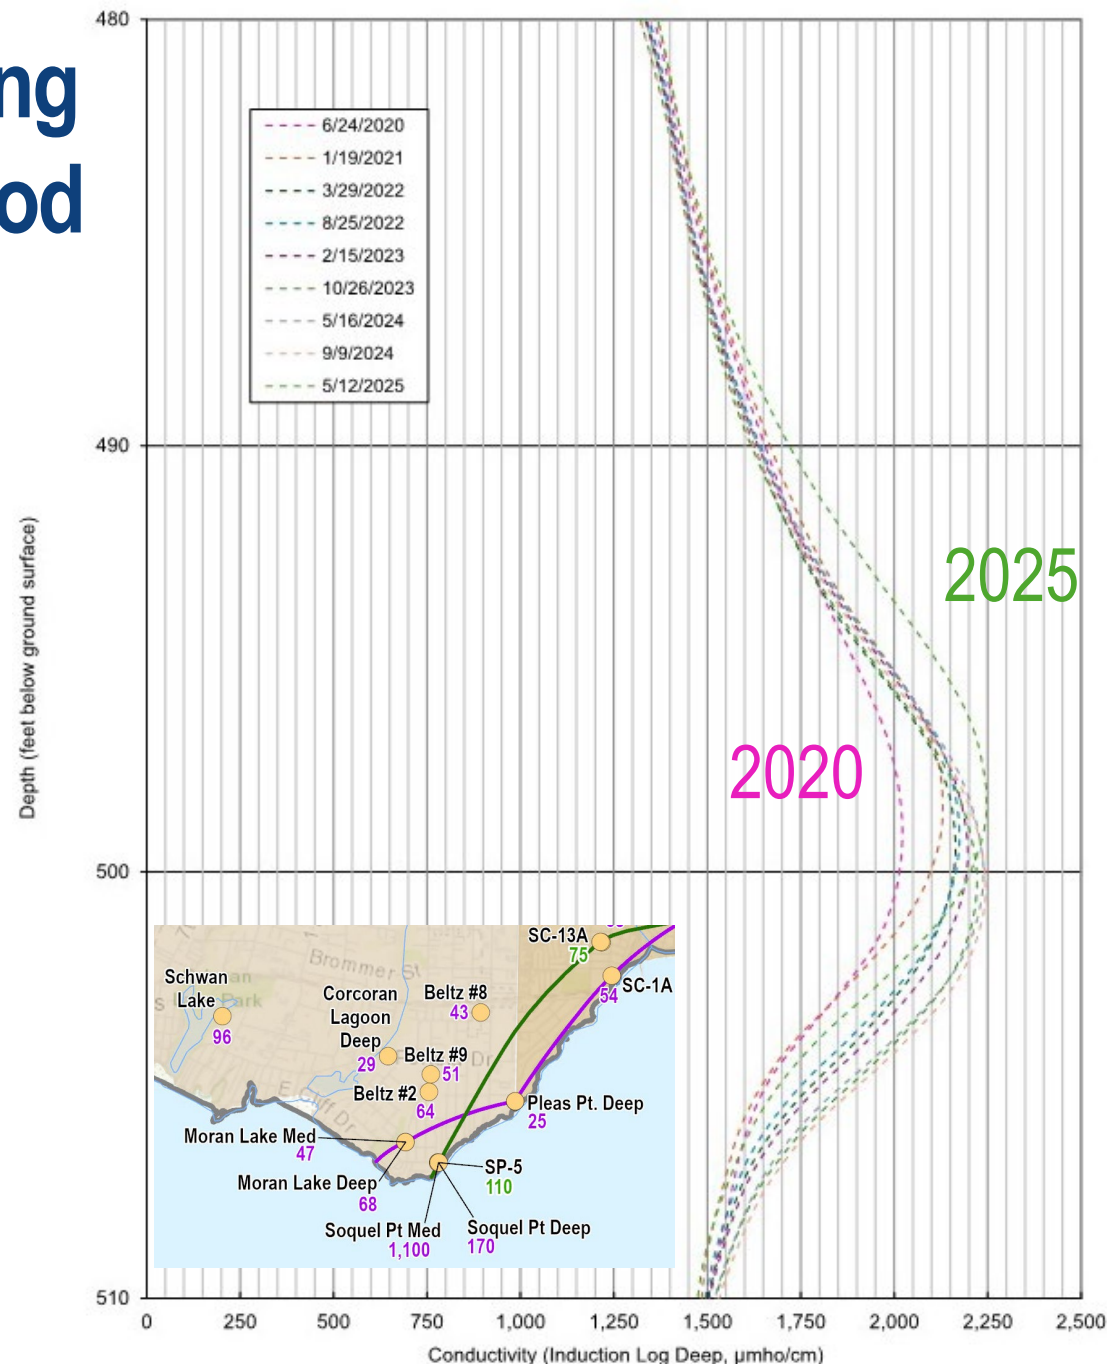 ng
od
480
490
500
510
6/24/2020
1/19/2021
3/29/2022
8/25/2022
2/15/2023
10/26/2023
5/16/2024
9/9/2024
5/12/2025
2025
2020
Depth (feet below ground surface)
SC-13A
75
SC-1A
54
Brommer St
Schwan
Lake
Park
96
Corcoran
Lagoon
Deep
29
Beltz #8
43
Beltz #9
51
Dr
Beltz #2
64
E Cliff Dr
Pleas Pt. Deep
25
Moran Lake Med
47
Moran Lake Deep
68
SP-5
110
Soquel Pt Med
1,100
Soquel Pt Deep
170
0
250
500
750
1,000
1,250
1,500
1,750
2,000
2,250
2,500
Conductivity (Induction Log Deep, µmho/cm)